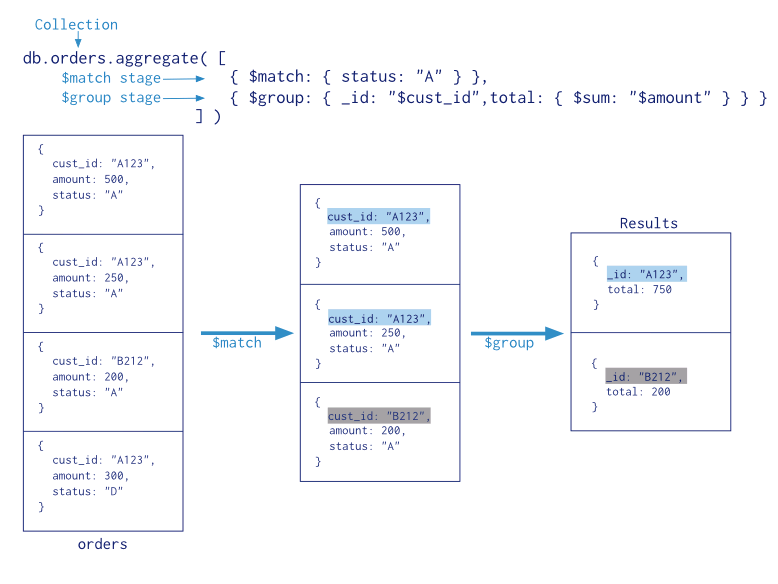 Collection
db.orders.aggregate( [
$match stage
{ $match: { status: "A" } },
$group stage
{ $group: { _id: "$cust_id",total: { $sum: "$amount" } } }
] )
{
cust_id: "A123",
amount: 500,
status: "A"
}
{
cust_id: "A123",
amount: 250,
status: "A"
}
{
cust_id: "B212",
amount: 200,
status: "A"
}
{
cust_id: "A123",
amount: 300,
status: "D"
}
orders
$match
{
cust_id: "A123",
amount: 500,
status: "A"
}
{
cust_id: "A123",
amount: 250,
status: "A"
}
{
cust_id: "B212",
amount: 200,
status: "A"
}
$group
Results
{
_id: "A123",
total: 750
}
{
_id: "B212",
total: 200
}